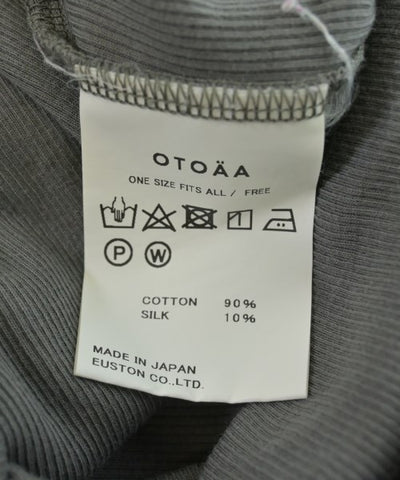 OTOÄA
ONE SIZE FITS ALL / FREE
P W
COTTON 90%
SILK 10%
MADE IN JAPAN
EUSTON CO.,LTD.